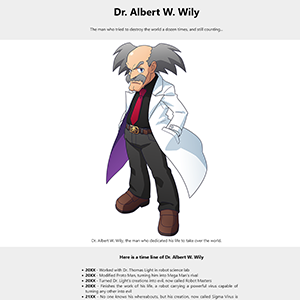 Dr. Albert W. Wily
The man who tried to destroy the world a dozen times, and still counting...
Dr. Albert W. Wily, the man who dedicated his life to take over the world.
Here is a time line of Dr. Albert W. Wily
• 20XX - Worked with Dr. Thomas Light in robot science lab
• 20XX - Modified Proto Man, turning him into Mega Man's rival
• 20XX - Turned Dr. Light's creations into evil, now called Robot Masters
• 20XX - Finishes the work of his life, a robot carrying a powerful virus capable of
turning any other into evil
• 21XX - No one knows his whereabouts, but his creation, now called Sigma Virus is